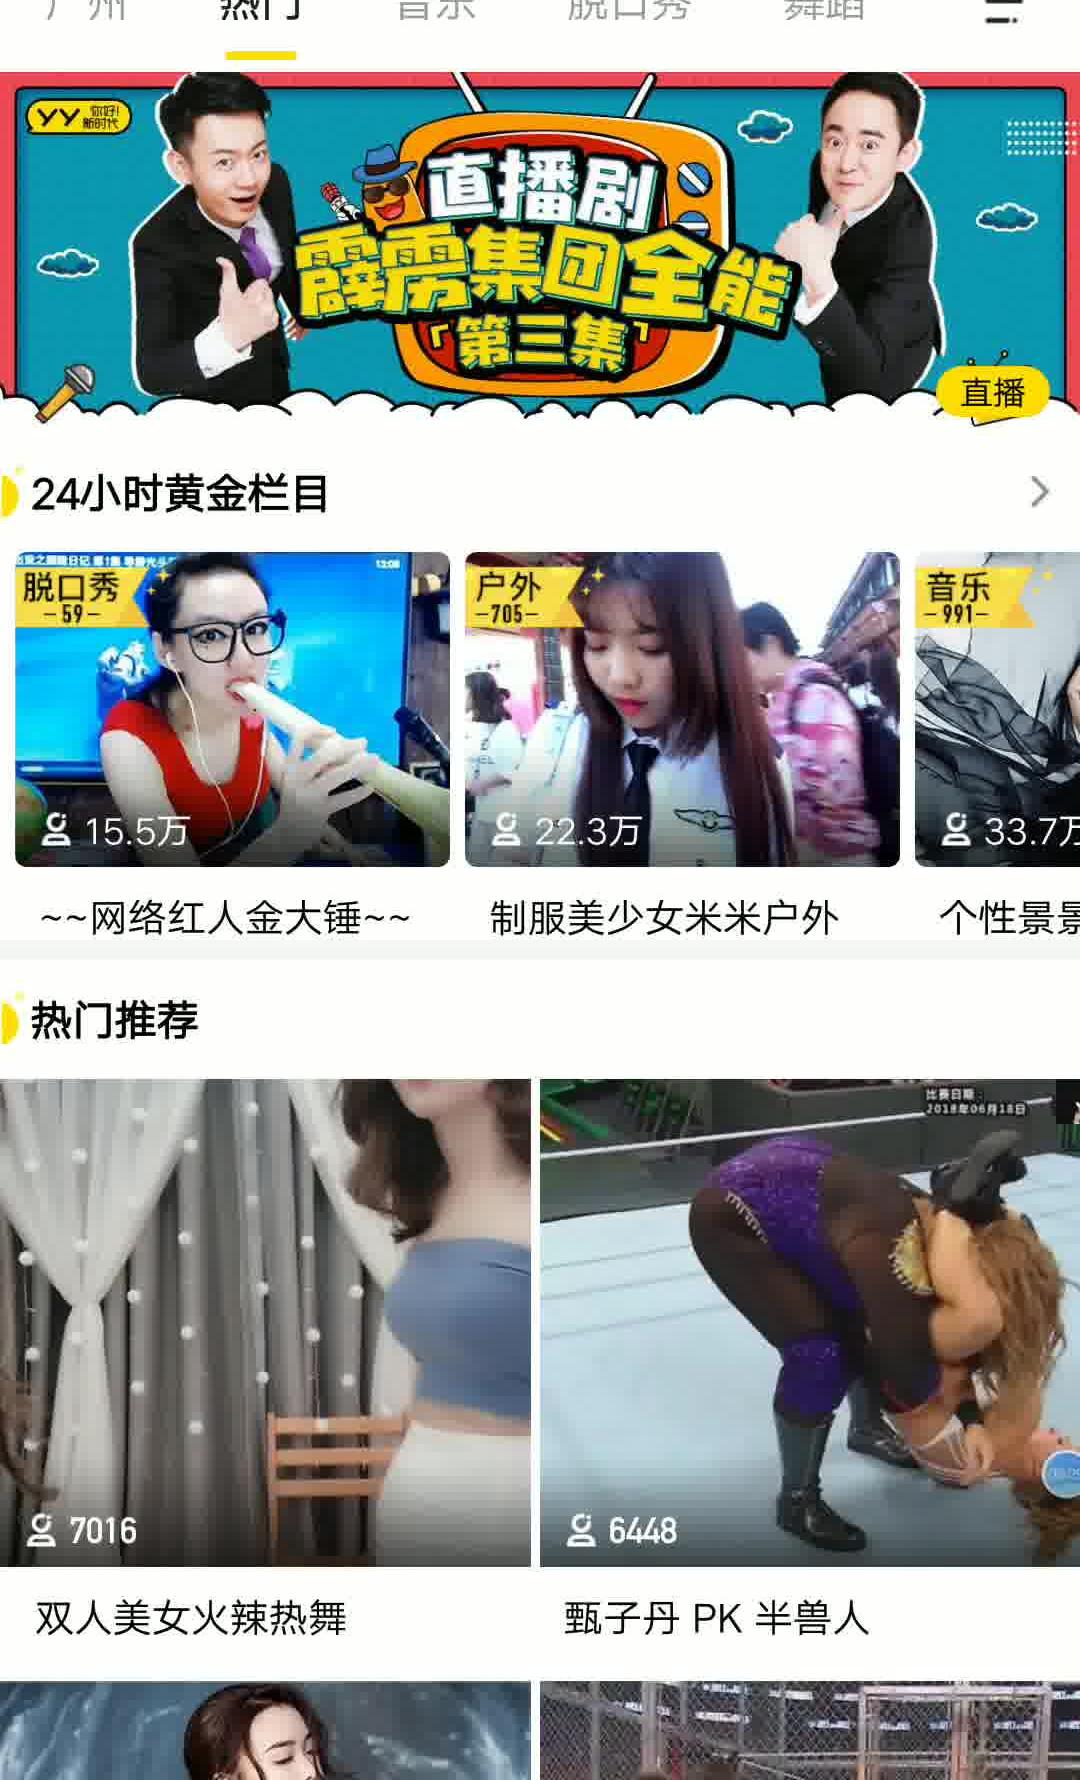 广州 热门 音乐 脱口秀 舞蹈
YY 你好!
新时代
直播剧
霹雳集团全能
第三集
直播
24小时黄金栏目
12:08
脱口秀
-59-
户外
-705-
音乐
-991-
15.5万
22.3万
33.7万
~~网络红人金大锤~~
制服美少女米米户外
个性景景
热门推荐
比赛日期:
2018年06月18日
7016
6448
双人美女火辣热舞
甄子丹 PK 半兽人